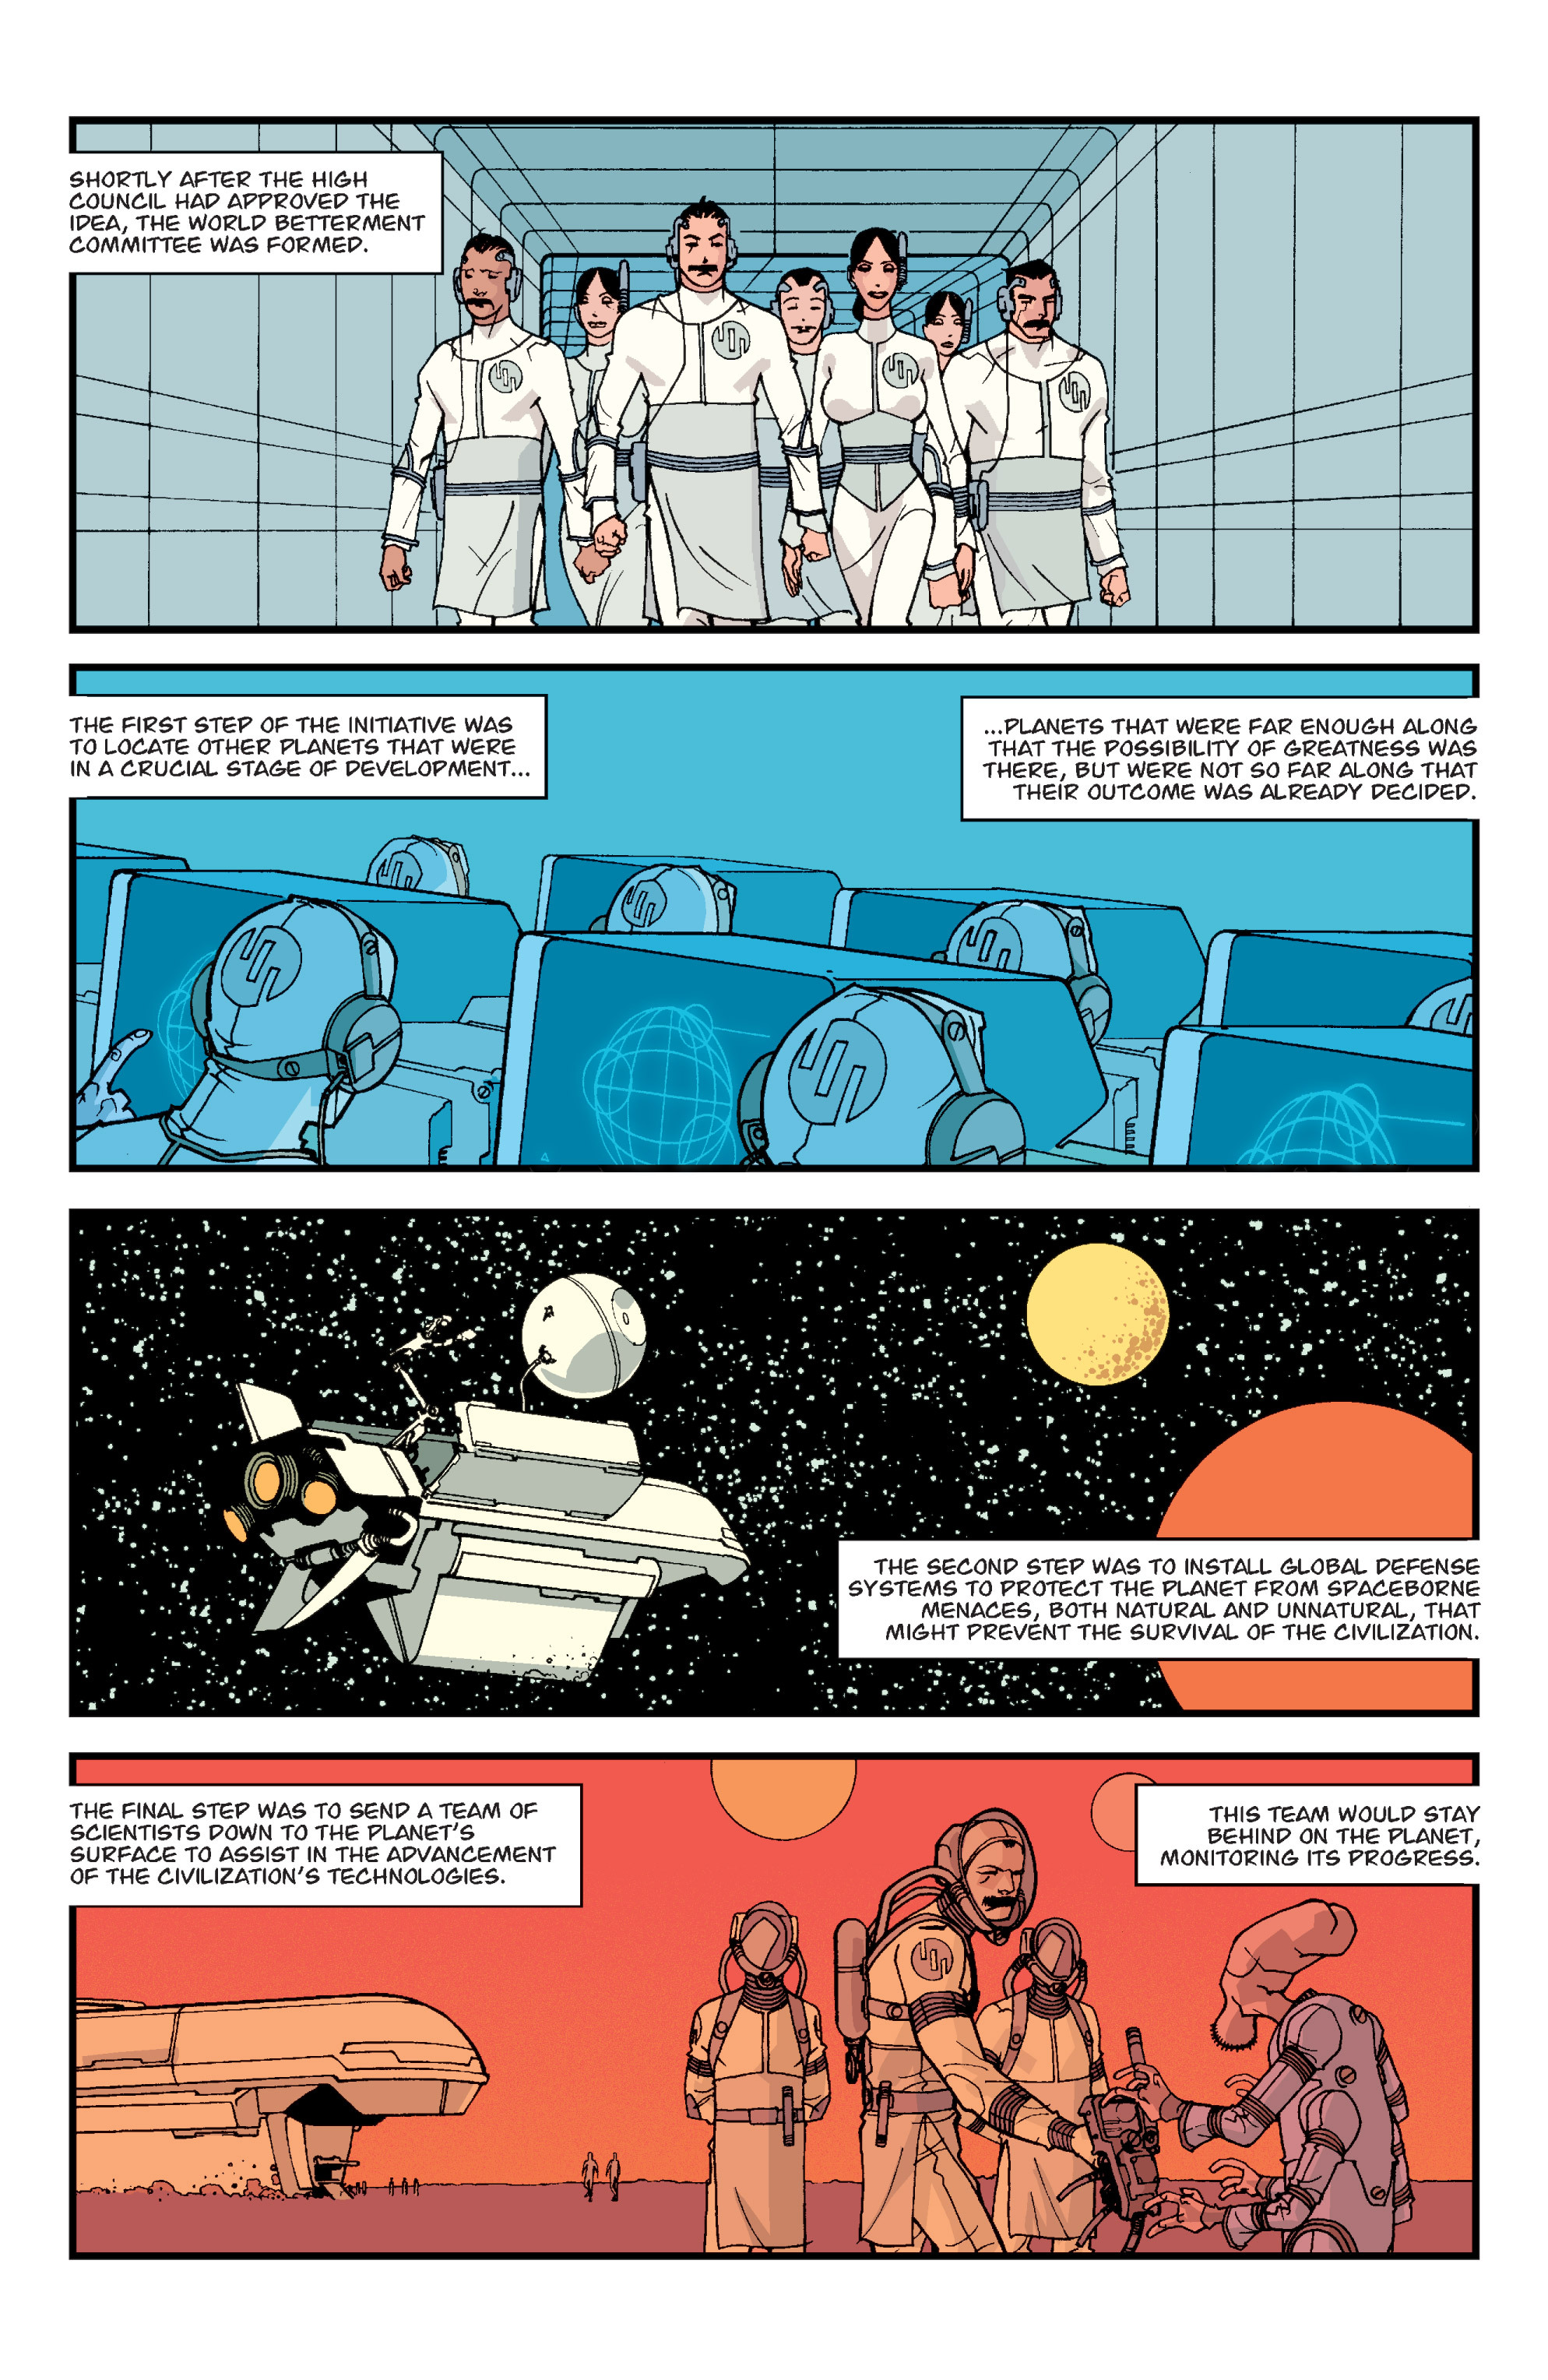 SHORTLY AFTER THE HIGH
COUNCIL HAD APPROVED THE
IDEA, THE WORLD BETTERMENT
COMMITTEE WAS FORMED.
THE FIRST STEP OF THE INITIATIVE WAS
TO LOCATE OTHER PLANETS THAT WERE
IN A CRUCIAL STAGE OF DEVELOPMENT...
...PLANETS THAT WERE FAR ENOUGH ALONG
THAT THE POSSIBILITY OF GREATNESS WAS
THERE, BUT WERE NOT SO FAR ALONG THAT
THEIR OUTCOME WAS ALREADY DECIDED.
THE SECOND STEP WAS TO INSTALL GLOBAL DEFENSE
SYSTEMS TO PROTECT THE PLANET FROM SPACEBORNE
MENACES, BOTH NATURAL AND UNNATURAL, THAT
MIGHT PREVENT THE SURVIVAL OF THE CIVILIZATION.
THE FINAL STEP WAS TO SEND A TEAM OF
SCIENTISTS DOWN TO THE PLANET'S
SURFACE TO ASSIST IN THE ADVANCEMENT
OF THE CIVILIZATION'S TECHNOLOGIES.
THIS TEAM WOULD STAY
BEHIND ON THE PLANET,
MONITORING ITS PROGRESS.